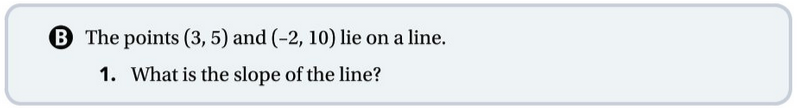 B The points (3, 5) and (–2, 10) lie on a line.
1. What is the slope of the line?